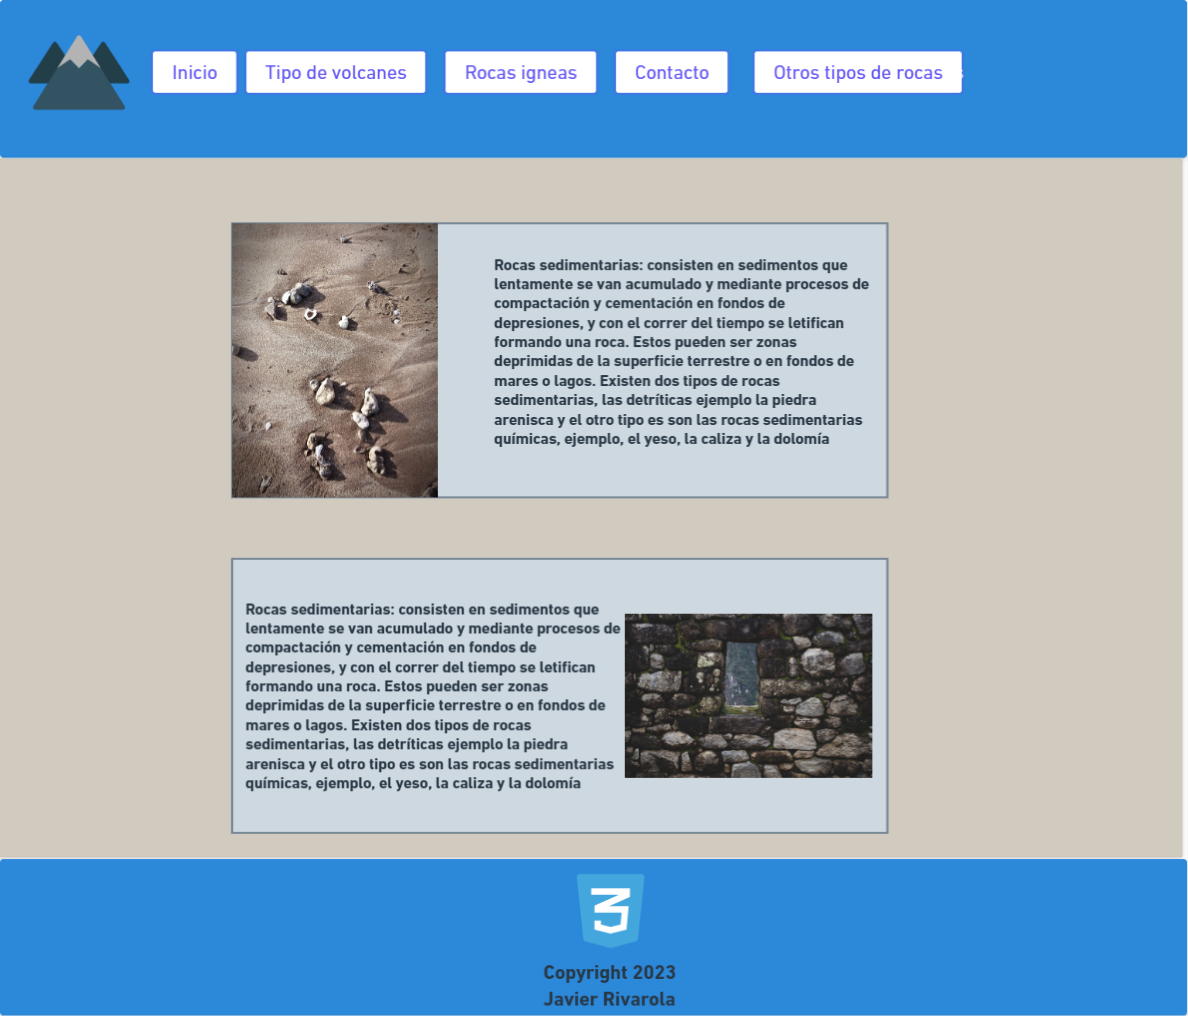 Inicio
Tipo de volcanes
Rocas igneas
Contacto
Otros tipos de rocas
Rocas sedimentarias: consisten en sedimentos que
lentamente se van acumulado y mediante procesos de
compactación y cementación en fondos de
depresiones, y con el correr del tiempo se letifican
formando una roca. Estos pueden ser zonas
deprimidas de la superficie terrestre o en fondos de
mares o lagos. Existen dos tipos de rocas
sedimentarias, las detríticas ejemplo la piedra
arenisca y el otro tipo es son las rocas sedimentarias
químicas, ejemplo, el yeso, la caliza y la dolomía
Rocas sedimentarias: consisten en sedimentos que
lentamente se van acumulado y mediante procesos de
compactación y cementación en fondos de
depresiones, y con el correr del tiempo se letifican
formando una roca. Estos pueden ser zonas
deprimidas de la superficie terrestre o en fondos de
mares o lagos. Existen dos tipos de rocas
sedimentarias, las detríticas ejemplo la piedra
arenisca y el otro tipo es son las rocas sedimentarias
químicas, ejemplo, el yeso, la caliza y la dolomía
Copyright 2023
Javier Rivarola